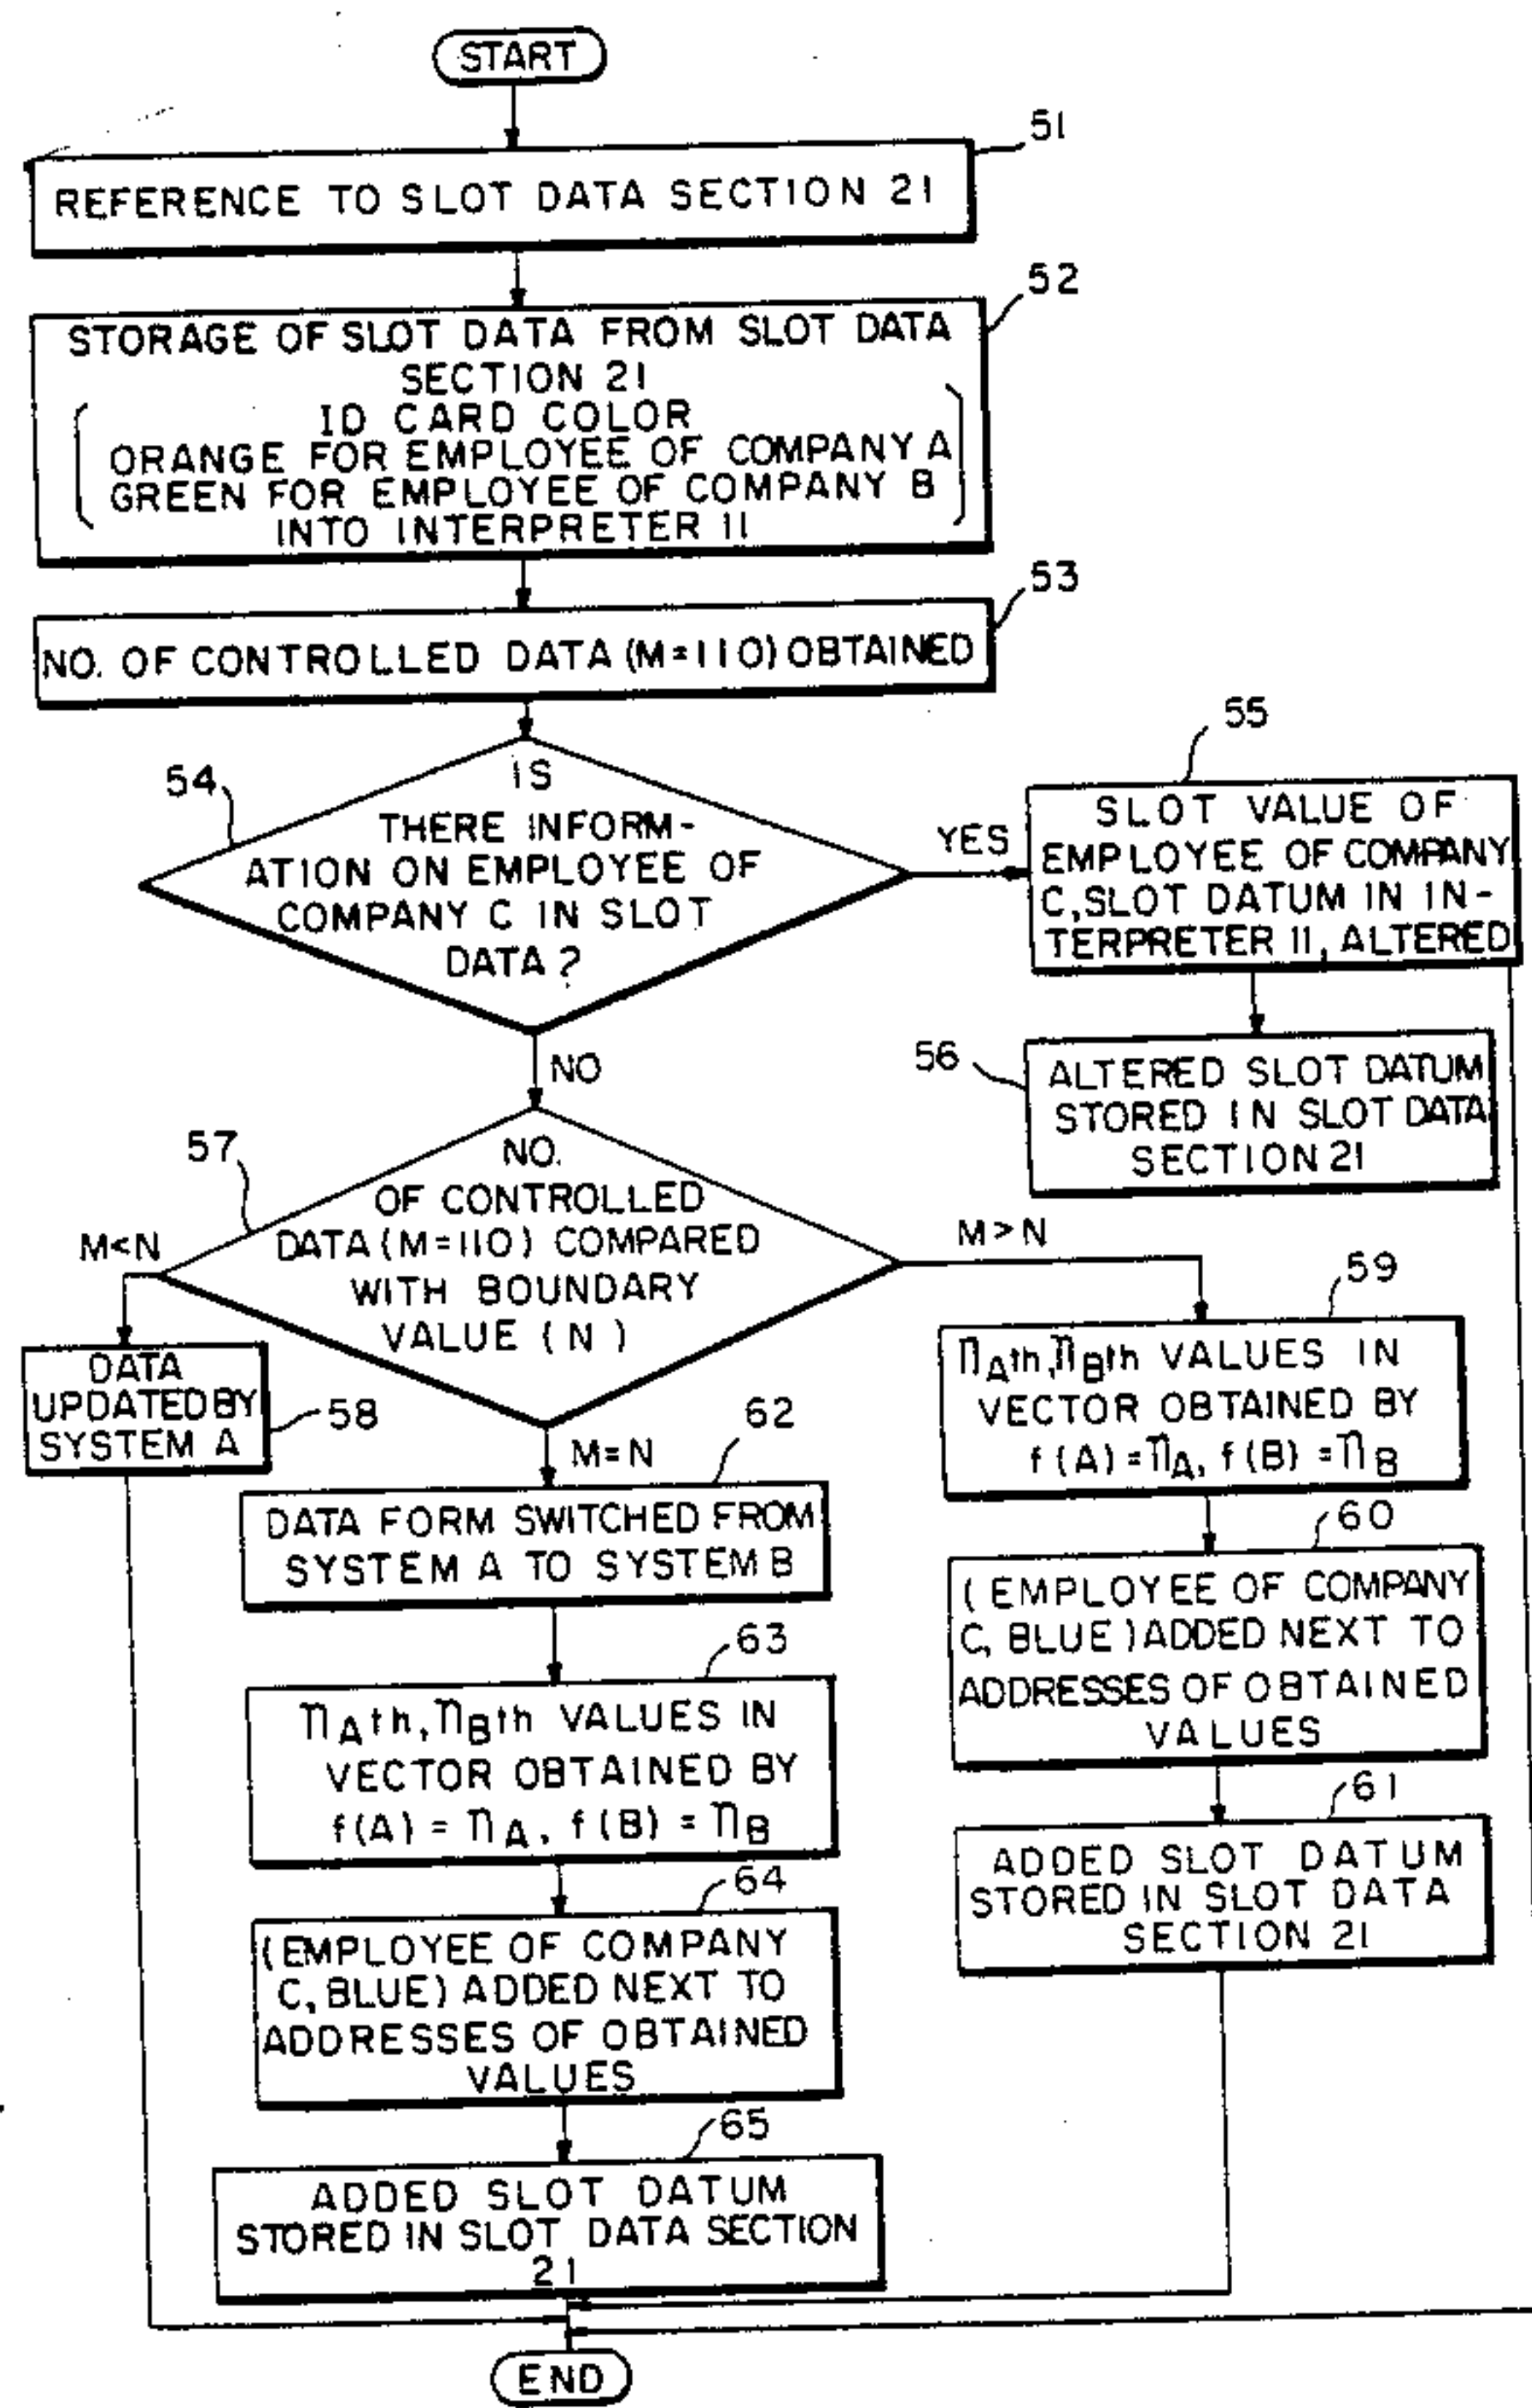 START
51
REFERENCE TO SLOT DATA SECTION 21
52
STORAGE OF SLOT DATA FROM SLOT DATA
SECTION 21
ID CARD COLOR
ORANGE FOR EMPLOYEE OF COMPANY A
GREEN FOR EMPLOYEE OF COMPANY B
INTO INTERPRETER 11
53
NO. OF CONTROLLED DATA (M=110) OBTAINED
54
IS
THERE INFORM-
ATION ON EMPLOYEE OF
COMPANY C IN SLOT
DATA?
YES
55
SLOT VALUE OF
EMPLOYEE OF COMPANY
C, SLOT DATUM IN IN-
TERPRETER 11, ALTERED
56
ALTERED SLOT DATUM
STORED IN SLOT DATA
SECTION 21
NO
57
NO.
OF CONTROLLED
DATA (M=110) COMPARED
WITH BOUNDARY
VALUE (N)
M<N
DATA
UPDATED BY
SYSTEM A
58
M>N
59
nAth, nBth VALUES IN
VECTOR OBTAINED BY
f(A)=nA, f(B)=nB
60
(EMPLOYEE OF COMPANY
C, BLUE) ADDED NEXT TO
ADDRESSES OF OBTAINED
VALUES
61
ADDED SLOT DATUM
STORED IN SLOT DATA
SECTION 21
M=N
62
DATA FORM SWITCHED FROM
SYSTEM A TO SYSTEM B
63
nAth, nBth VALUES IN
VECTOR OBTAINED BY
f(A) = nA, f(B) = nB
64
(EMPLOYEE OF COMPANY
C, BLUE) ADDED NEXT TO
ADDRESSES OF OBTAINED
VALUES
65
ADDED SLOT DATUM
STORED IN SLOT DATA SECTION
21
END